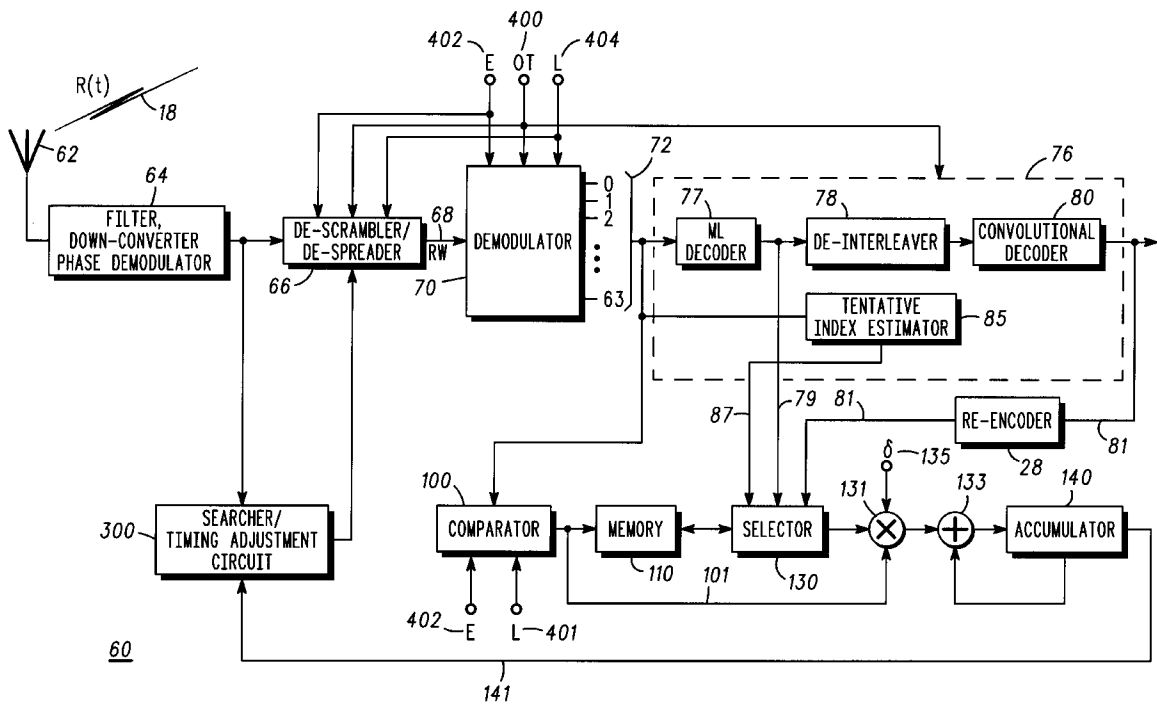 402
400
404
E
OT
L
R(t)
18
62
64
FILTER,
DOWN-CONVERTER
PHASE DEMODULATOR
DE-SCRAMBLER/
DE-SPREADER
66
68
RW
DEMODULATOR
70
72
0
1
2
63
76
77
ML
DECODER
78
DE-INTERLEAVER
80
CONVOLUTIONAL
DECODER
TENTATIVE
INDEX ESTIMATOR
85
87
79
81
RE-ENCODER
28
81
δ
135
300
SEARCHER/
TIMING ADJUSTMENT
CIRCUIT
100
COMPARATOR
MEMORY
110
SELECTOR
130
131
133
140
ACCUMULATOR
101
402
E
L
401
60
141